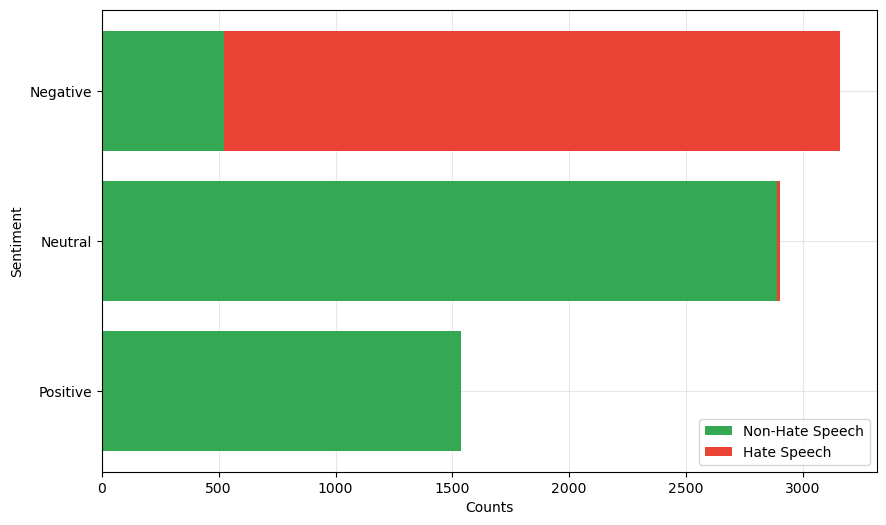 Negative
Neutral
Positive
Sentiment
Non-Hate Speech
Hate Speech
0 500 1000 1500 2000 2500 3000
Counts